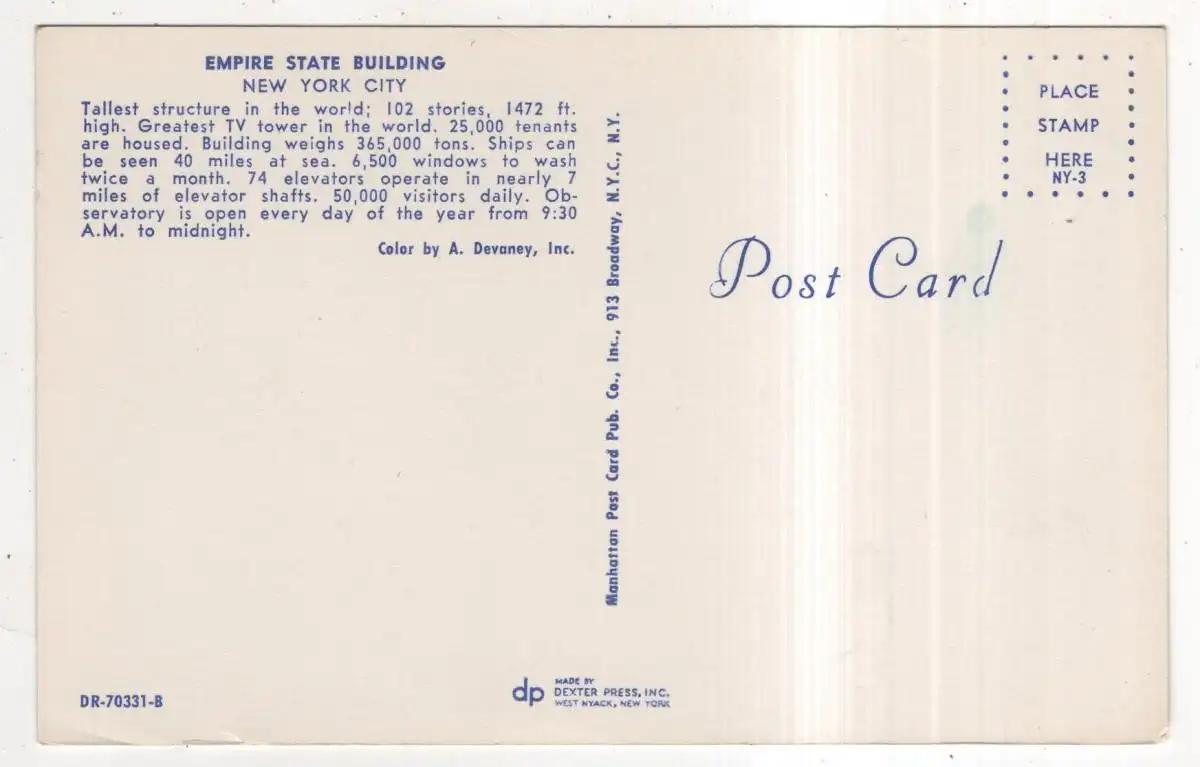 EMPIRE STATE BUILDING
NEW YORK CITY
Tallest structure in the world; 102 stories, 1472 ft.
high. Greatest TV tower in the world. 25,000 tenants
are housed. Building weighs 365,000 tons. Ships can
be seen 40 miles at sea. 6,500 windows to wash
twice a month. 74 elevators operate in nearly 7
miles of elevator shafts. 50,000 visitors daily. Ob-
servatory is open every day of the year from 9:30
A.M. to midnight.
Color by A. Devaney, Inc.
Manhattan Post Card Pub. Co., Inc., 913 Broadway, N.Y.C., N.Y.
PLACE
STAMP
HERE
NY-3
Post Card
DR-70331-B
dp
MADE BY
DEXTER PRESS, INC.
WEST NYACK, NEW YORK